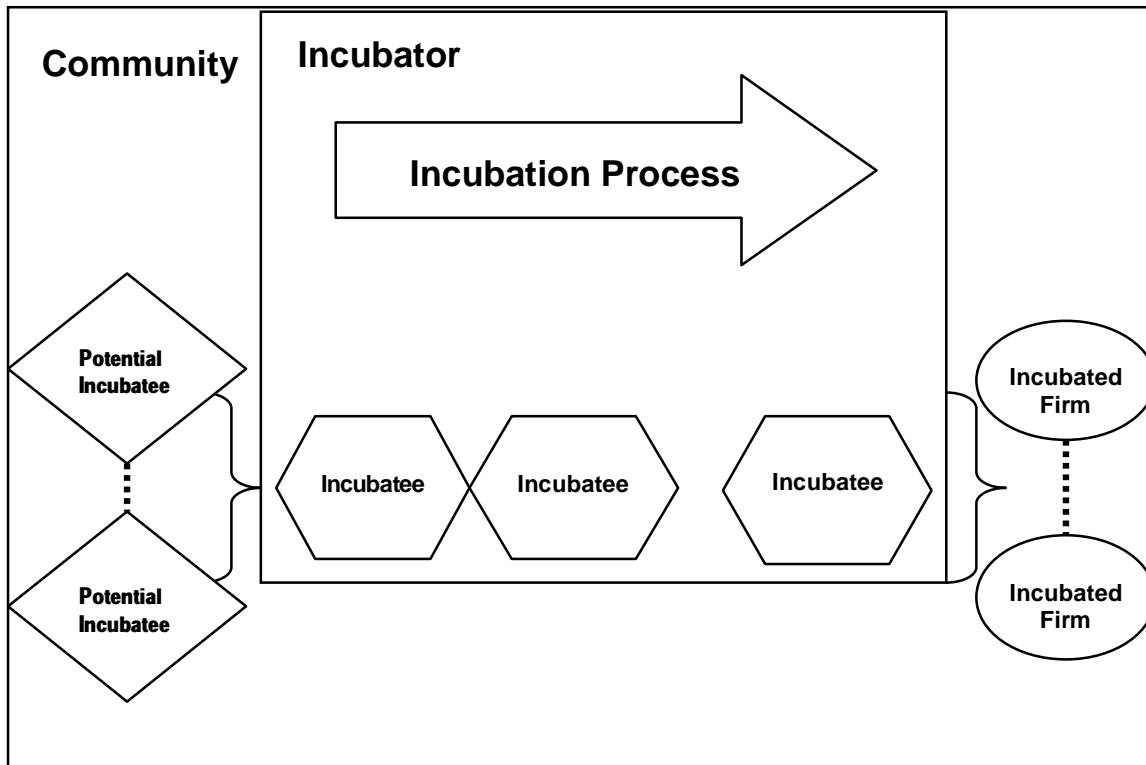 Community
Incubator
Incubation Process
Potential
Incubatee
Potential
Incubatee
Incubatee
Incubatee
Incubatee
Incubated
Firm
Incubated
Firm